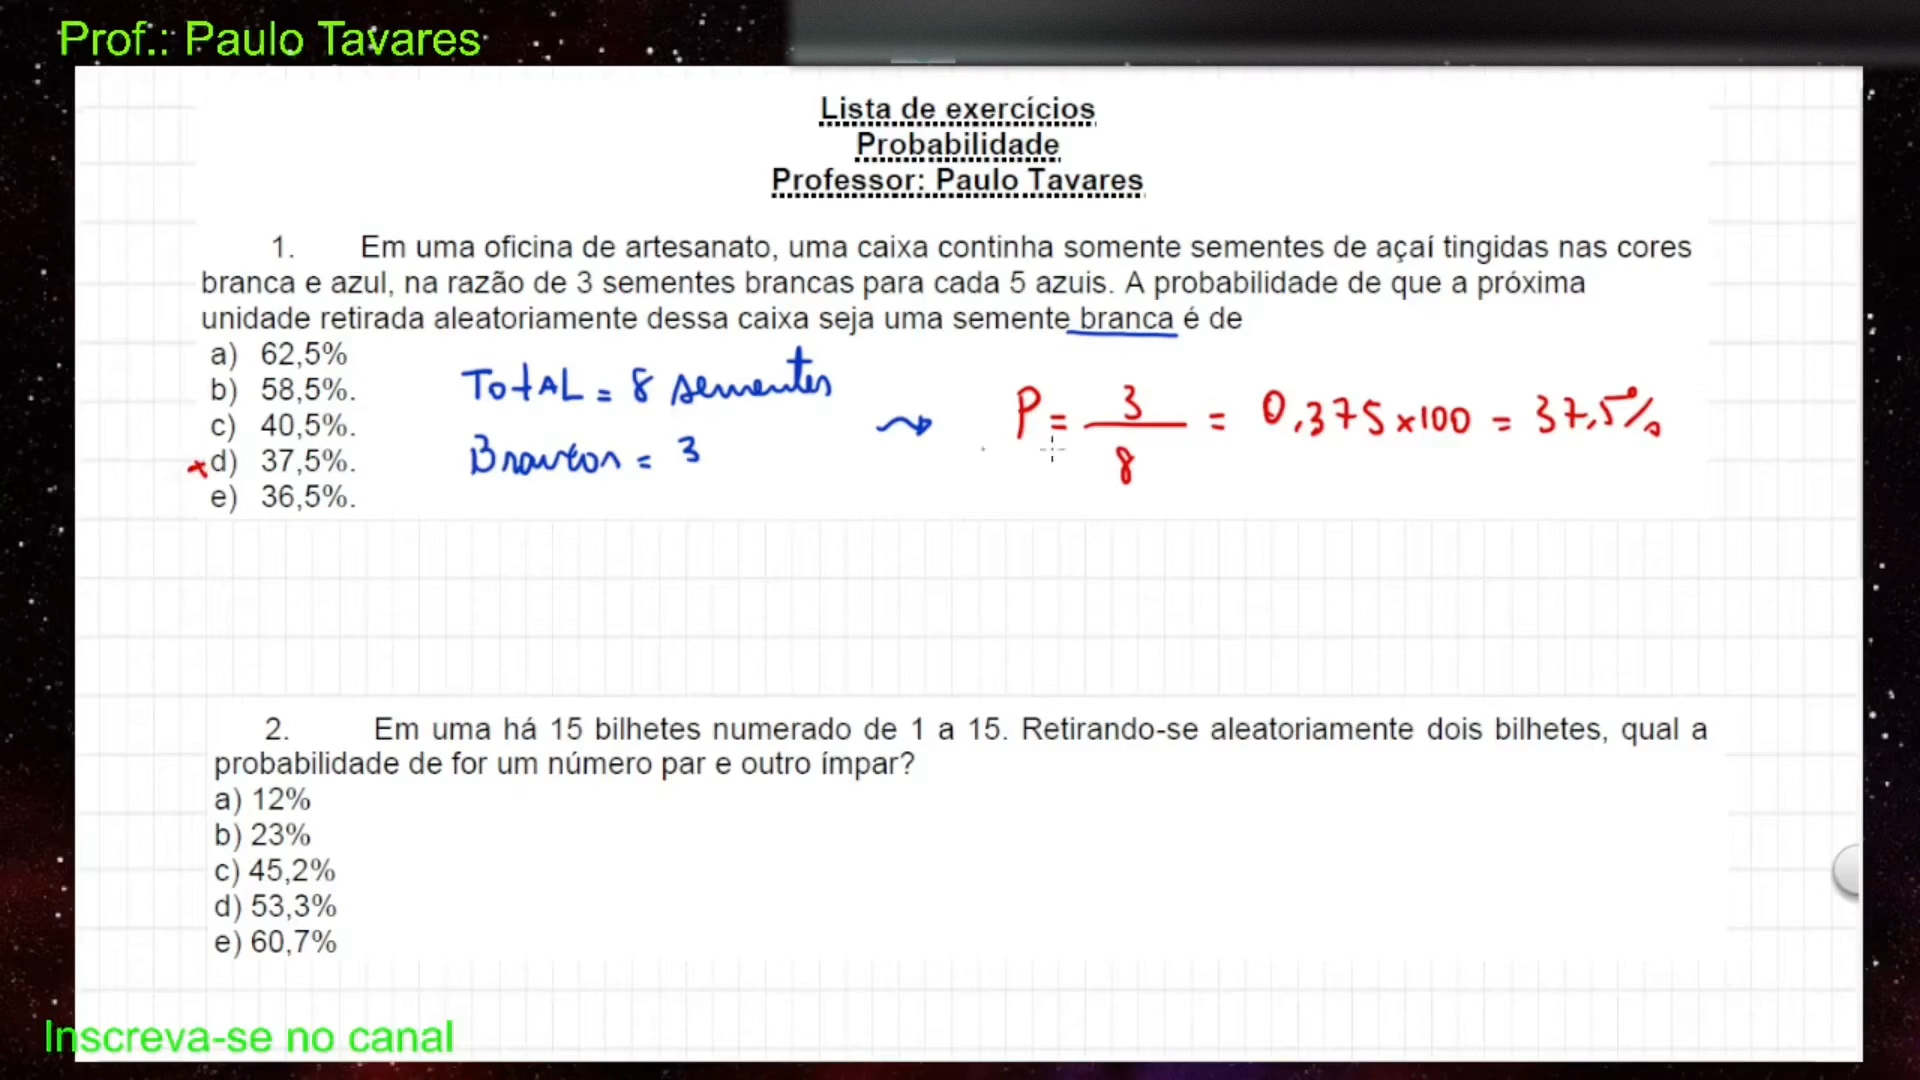 Prof.: Paulo Tavares
Lista de exercícios
Probabilidade
Professor: Paulo Tavares
1. Em uma oficina de artesanato, uma caixa continha somente sementes de açaí tingidas nas cores
branca e azul, na razão de 3 sementes brancas para cada 5 azuis. A probabilidade de que a próxima
unidade retirada aleatoriamente dessa caixa seja uma semente branca é de
a) 62,5%
b) 58,5%.
c) 40,5%.
d) 37,5%.
e) 36,5%.
Total = 8 sementes
Brancas = 3
P = 3/8 = 0,375 x 100 = 37,5%
2. Em uma há 15 bilhetes numerado de 1 a 15. Retirando-se aleatoriamente dois bilhetes, qual a
probabilidade de for um número par e outro ímpar?
a) 12%
b) 23%
c) 45,2%
d) 53,3%
e) 60,7%
Inscreva-se no canal